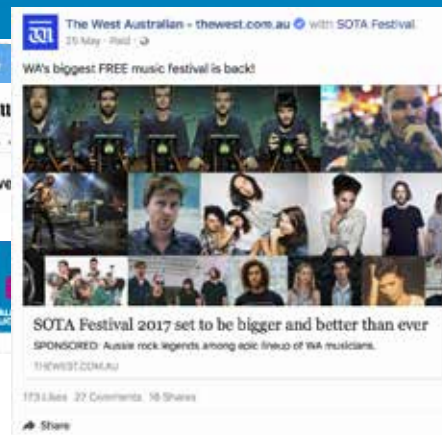 The West Australian - thewest.com.au with SOTA Festival.
25 May · Paid ·
WA's biggest FREE music festival is back!
SOTA Festival 2017 set to be bigger and better than ever
SPONSORED: Aussie rock legends among epic lineup of WA musicians.
THEWEST.COM.AU
173 Likes 27 Comments 16 Shares
Share